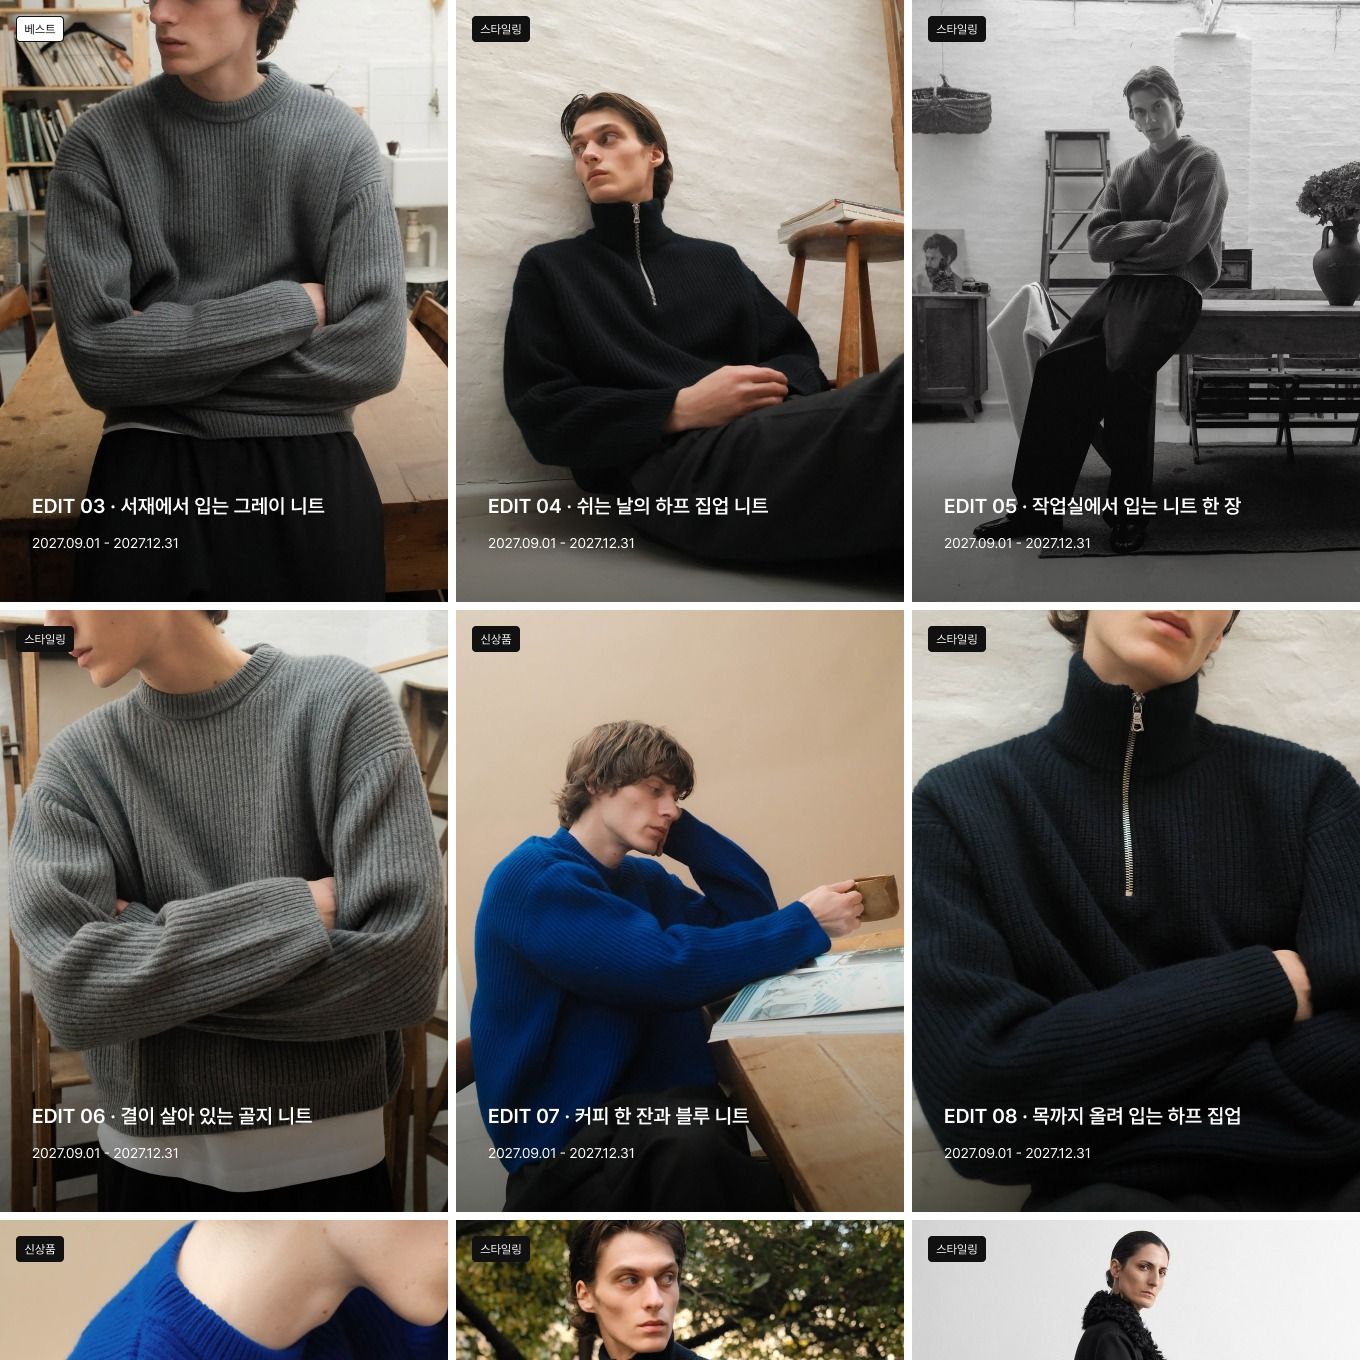 베스트
스타일링
스타일링
EDIT 03 · 서재에서 입는 그레이 니트
2027.09.01 - 2027.12.31
EDIT 04 · 쉬는 날의 하프 집업 니트
2027.09.01 - 2027.12.31
EDIT 05 · 작업실에서 입는 니트 한 장
2027.09.01 - 2027.12.31
스타일링
신상품
스타일링
EDIT 06 · 결이 살아 있는 골지 니트
2027.09.01 - 2027.12.31
EDIT 07 · 커피 한 잔과 블루 니트
2027.09.01 - 2027.12.31
EDIT 08 · 목까지 올려 입는 하프 집업
2027.09.01 - 2027.12.31
신상품
스타일링
스타일링